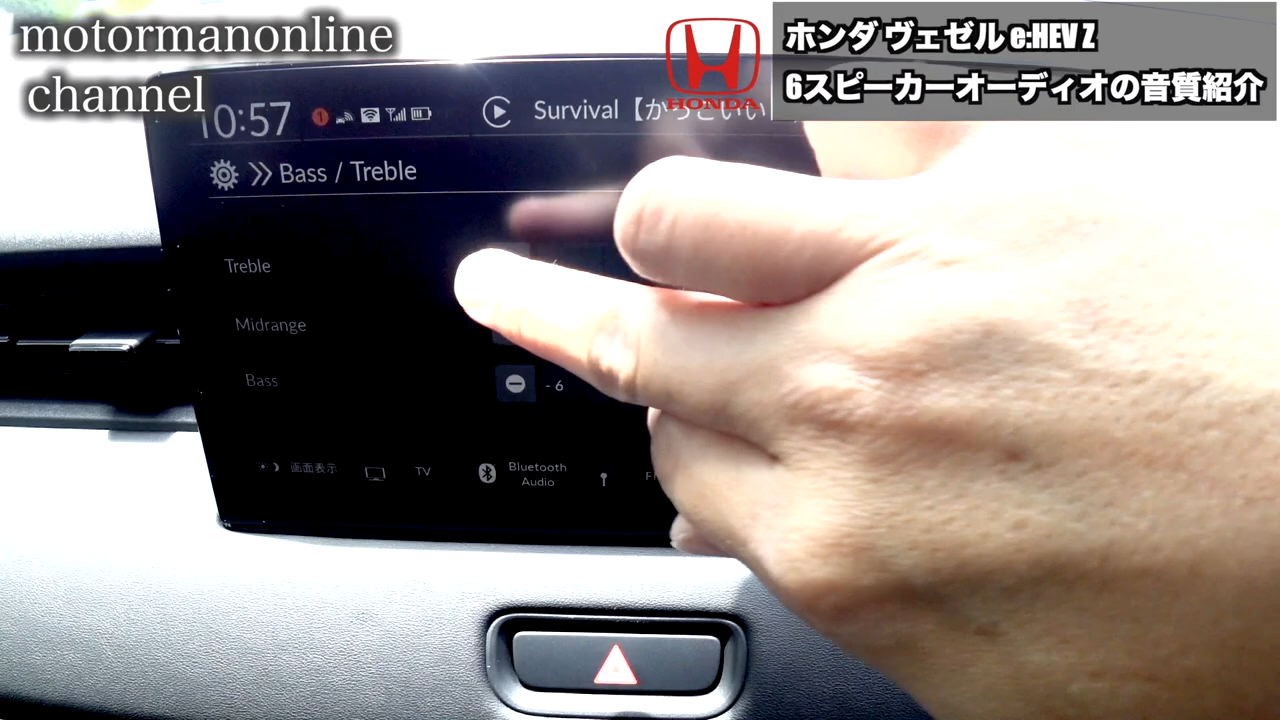 motormanonline
channel
ホンダ ヴェゼル e:HEV Z
6スピーカーオーディオの音質紹介
HONDA
10:57
1
Survival【かっこいい
Bass / Treble
Treble
Midrange
Bass
- 6
画面表示
TV
Bluetooth
Audio